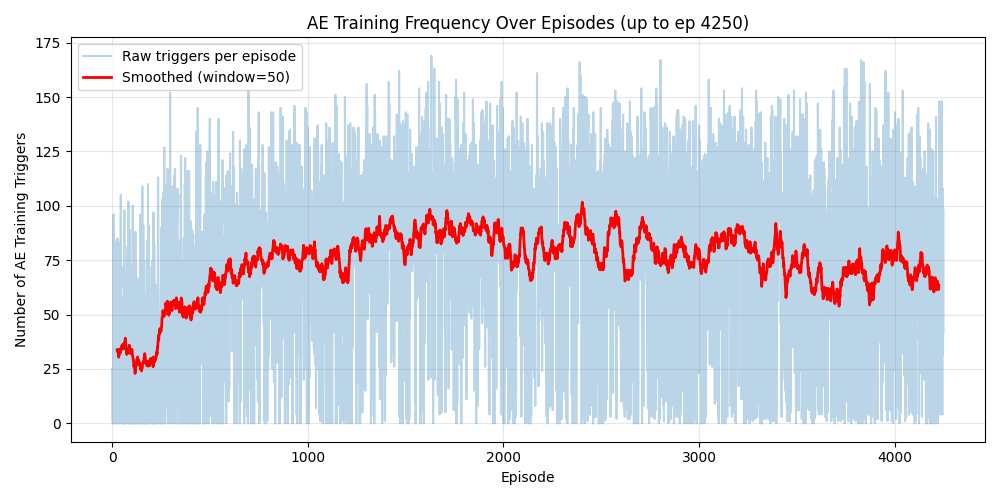 AE Training Frequency Over Episodes (up to ep 4250)
Raw triggers per episode
Smoothed (window=50)
Number of AE Training Triggers
175
150
125
100
75
50
25
0
0 1000 2000 3000 4000
Episode